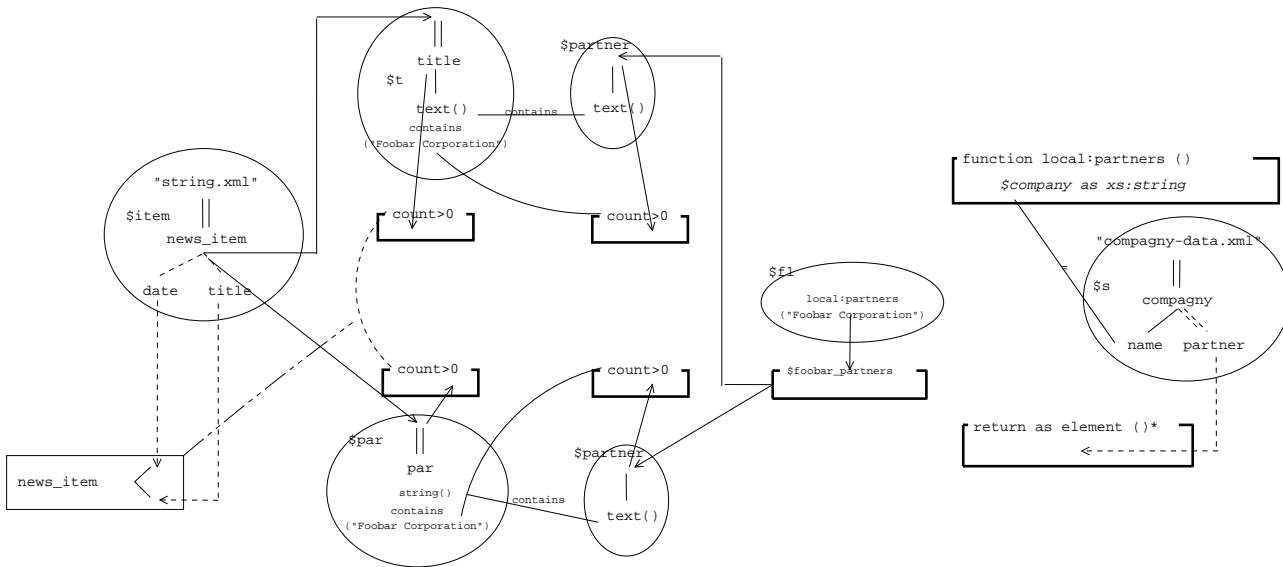 title
$t
text()
contains
("Foobar Corporation")
contains
$partner
text()
"string.xml"
$item
news_item
date
title
count>0
count>0
function local:partners ()
$company as xs:string
"compagny-data.xml"
$s
compagny
name
partner
=
$fl
local:partners
("Foobar Corporation")
$foobar_partners
count>0
count>0
return as element ()*
$par
par
string()
contains
("Foobar Corporation")
contains
$partner
text()
news_item